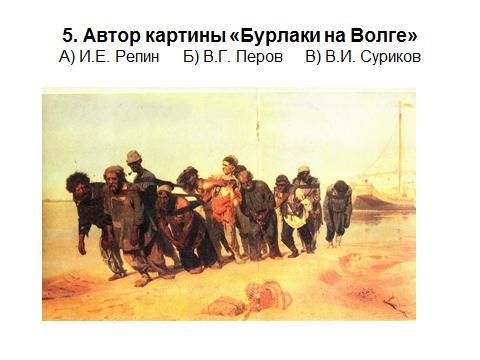 5. Автор картины «Бурлаки на Волге»
А) И.Е. Репин Б) В.Г. Перов В) В.И. Суриков